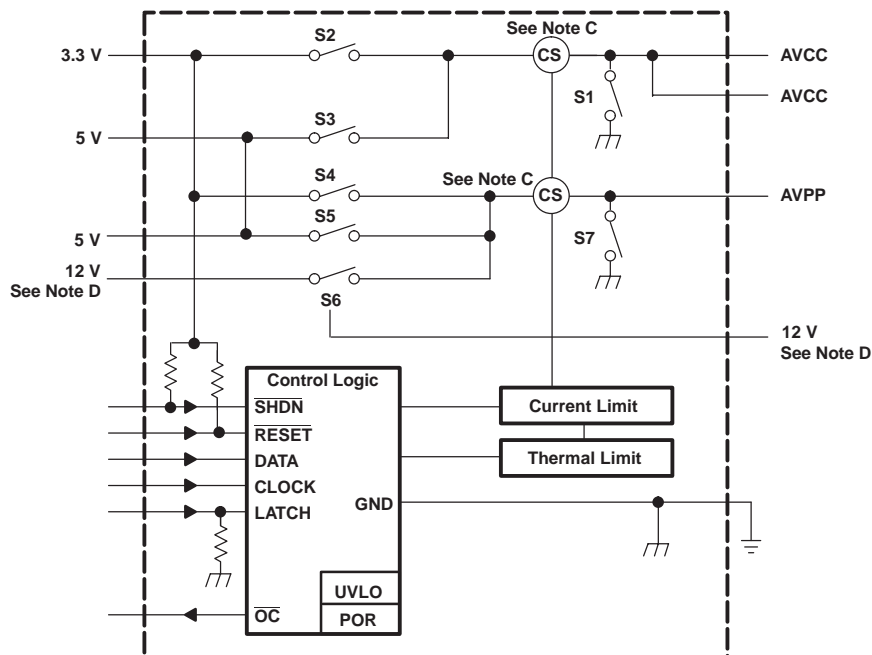 See Note C
S2
3.3 V
CS
AVCC
S1
AVCC
S3
5 V
S4
See Note C
CS
AVPP
S5
5 V
S7
12 V
See Note D
S6
12 V
See Note D
Control Logic
SHDN
Current Limit
RESET
DATA
Thermal Limit
CLOCK
GND
LATCH
UVLO
OC
POR